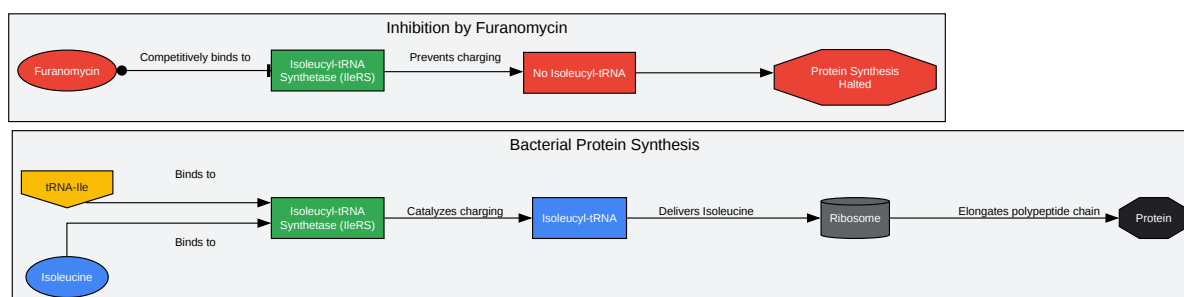 Inhibition by Furanomycin
Furanomycin
Competitively binds to
Isoleucyl-tRNA
Synthetase (IleRS)
Prevents charging
No Isoleucyl-tRNA
Protein Synthesis
Halted
Bacterial Protein Synthesis
tRNA-Ile
Binds to
Isoleucine
Binds to
Isoleucyl-tRNA
Synthetase (IleRS)
Catalyzes charging
Isoleucyl-tRNA
Delivers Isoleucine
Ribosome
Elongates polypeptide chain
Protein